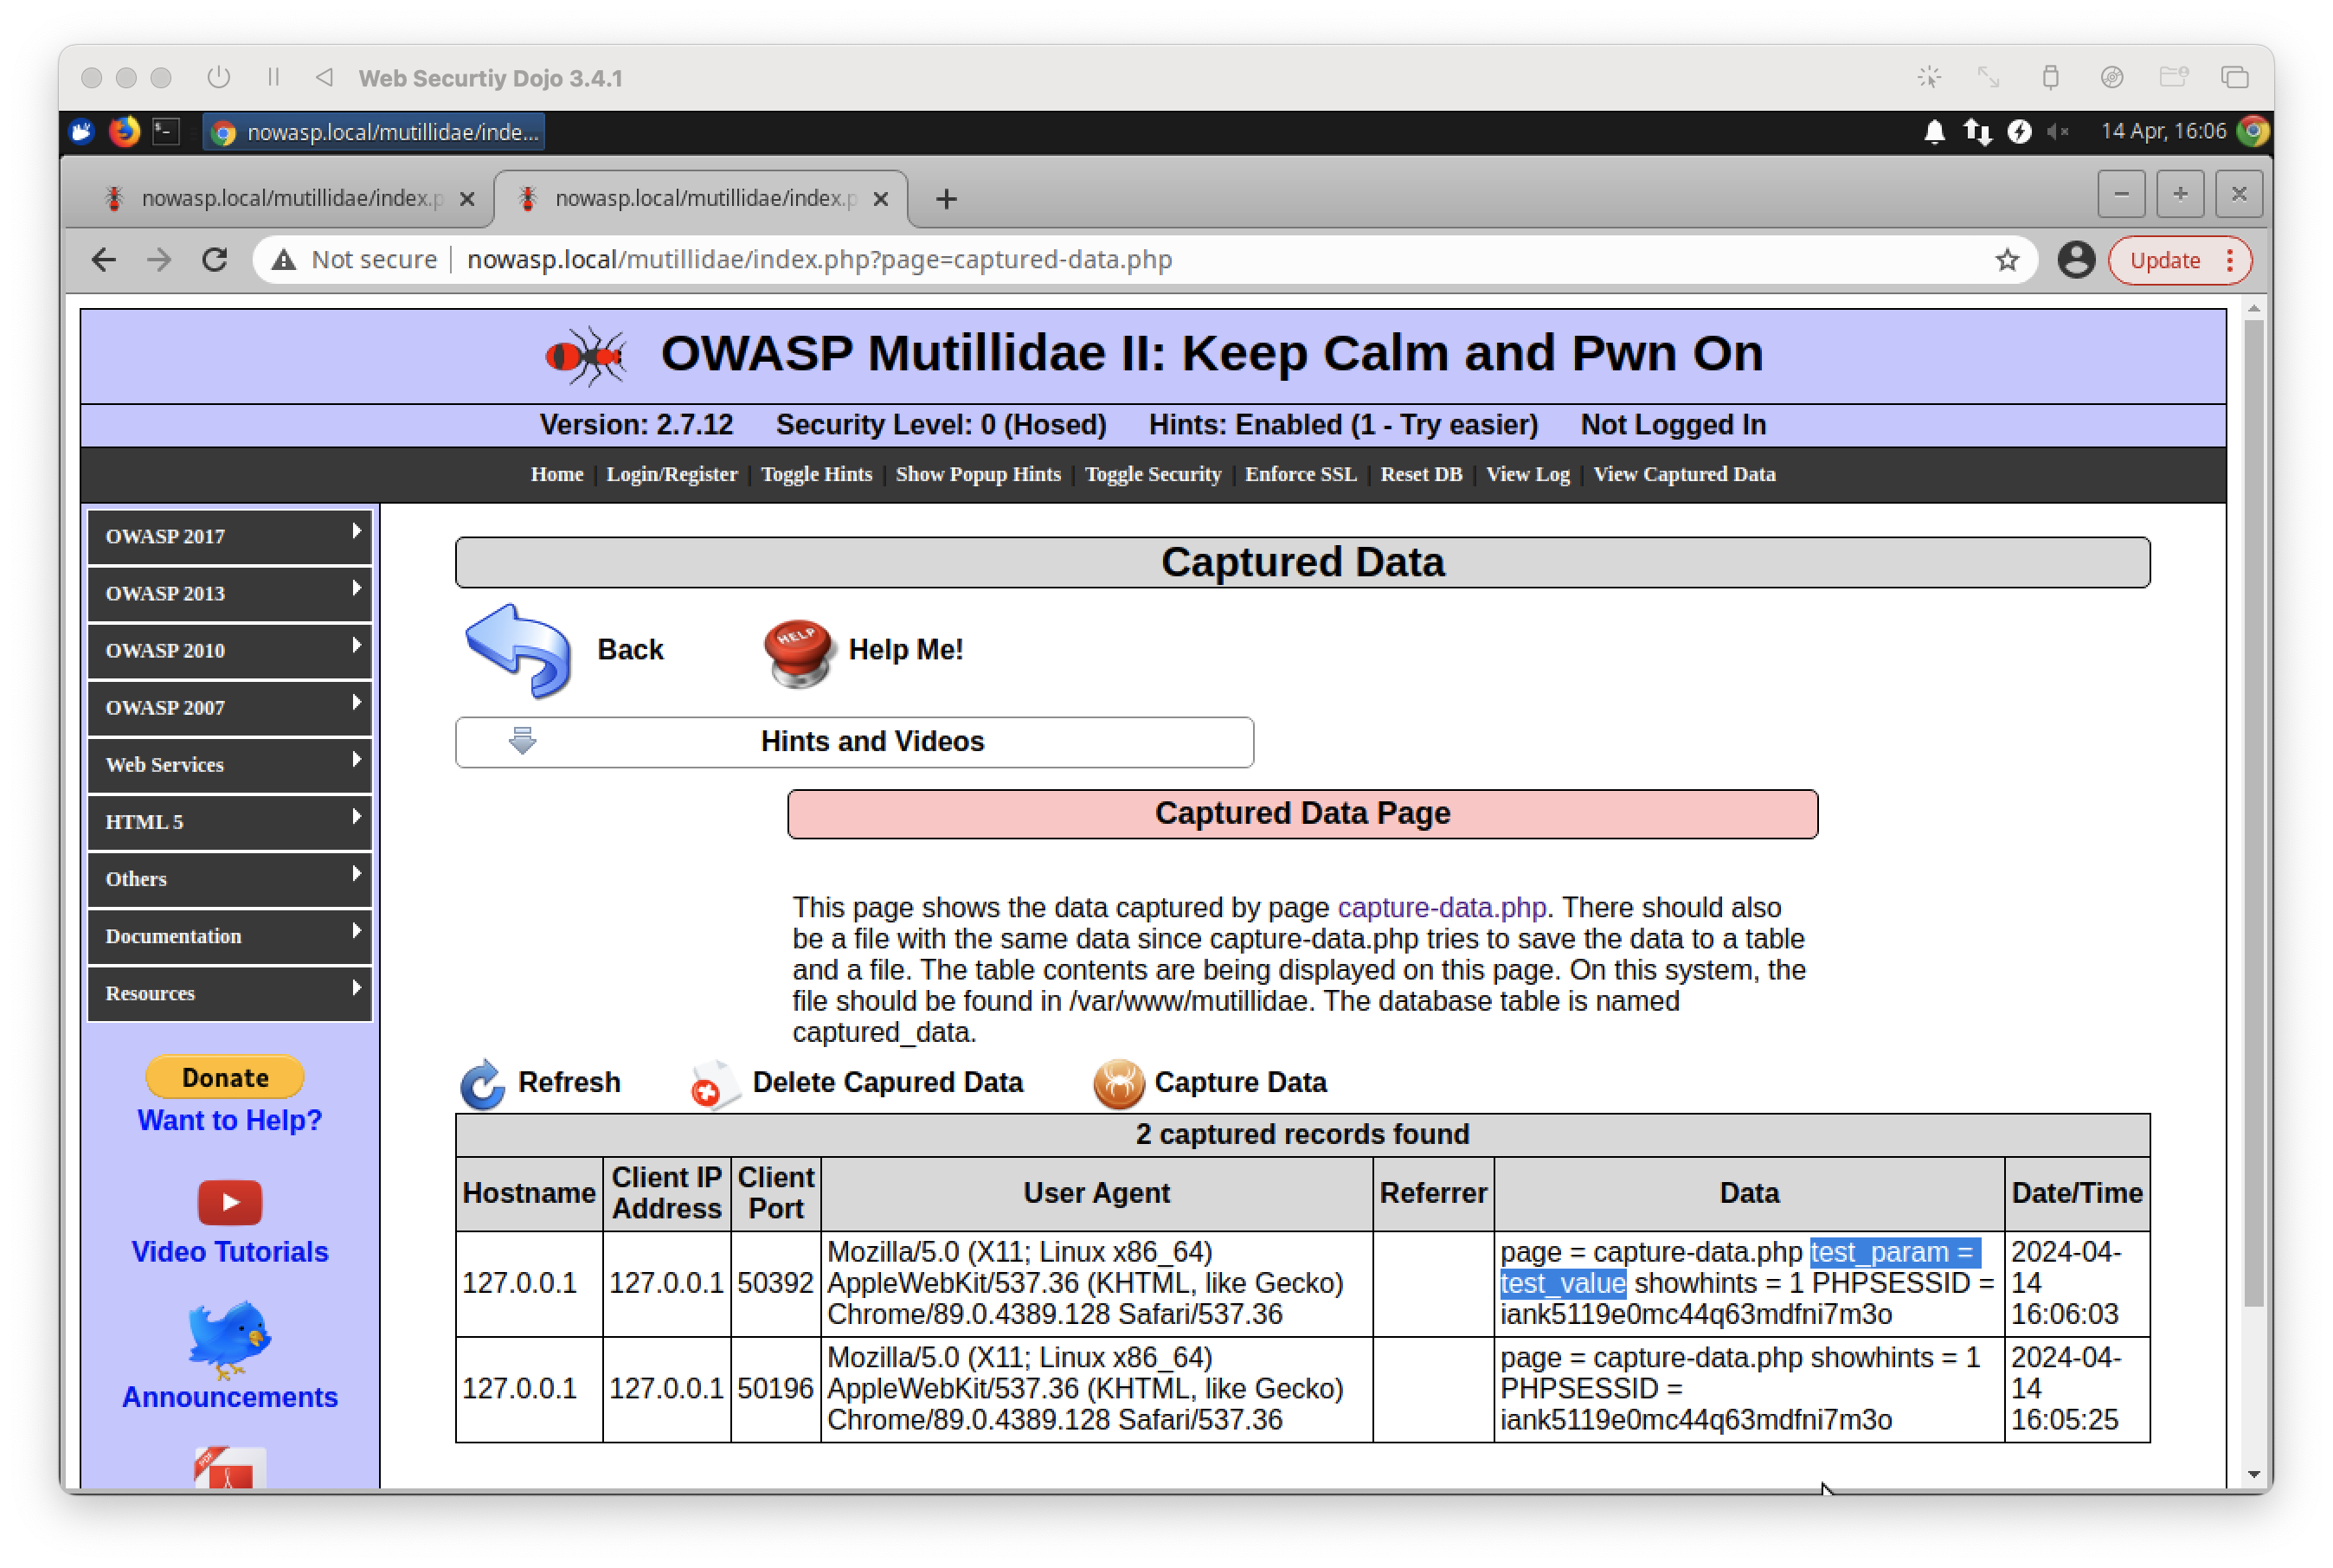 Web Securtiy Dojo 3.4.1
nowasp.local/mutillidae/inde...
14 Apr, 16:06
nowasp.local/mutillidae/index.p
nowasp.local/mutillidae/index.p
Not secure
nowasp.local/mutillidae/index.php?page=captured-data.php
Update
OWASP Mutillidae II: Keep Calm and Pwn On
Version: 2.7.12 Security Level: 0 (Hosed) Hints: Enabled (1 - Try easier) Not Logged In
Home | Login/Register | Toggle Hints | Show Popup Hints | Toggle Security | Enforce SSL | Reset DB | View Log | View Captured Data
OWASP 2017
OWASP 2013
OWASP 2010
OWASP 2007
Web Services
HTML 5
Others
Documentation
Resources
Donate
Want to Help?
Video Tutorials
Announcements
PDF
Captured Data
Back
HELP
Help Me!
Hints and Videos
Captured Data Page
This page shows the data captured by page capture-data.php. There should also
be a file with the same data since capture-data.php tries to save the data to a table
and a file. The table contents are being displayed on this page. On this system, the
file should be found in /var/www/mutillidae. The database table is named
captured_data.
Refresh
Delete Capured Data
Capture Data
2 captured records found
Hostname
Client IP
Address
Client
Port
User Agent
Referrer
Data
Date/Time
127.0.0.1
127.0.0.1
50392
Mozilla/5.0 (X11; Linux x86_64)
AppleWebKit/537.36 (KHTML, like Gecko)
Chrome/89.0.4389.128 Safari/537.36
page = capture-data.php test_param =
test_value showhints = 1 PHPSESSID =
iank5119e0mc44q63mdfni7m3o
2024-04-
14
16:06:03
127.0.0.1
127.0.0.1
50196
Mozilla/5.0 (X11; Linux x86_64)
AppleWebKit/537.36 (KHTML, like Gecko)
Chrome/89.0.4389.128 Safari/537.36
page = capture-data.php showhints = 1
PHPSESSID =
iank5119e0mc44q63mdfni7m3o
2024-04-
14
16:05:25